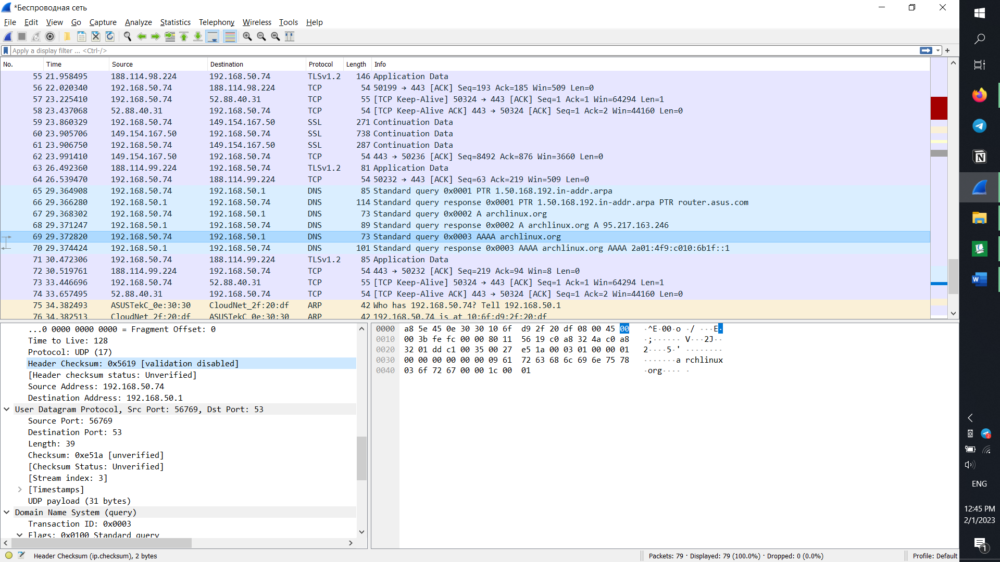 *Беспроводная сеть
File Edit View Go Capture Analyze Statistics Telephony Wireless Tools Help
Apply a display filter ... <Ctrl-/>
No. Time Source Destination Protocol Length Info
55 21.958495 188.114.98.224 192.168.50.74 TLSv1.2 146 Application Data
56 22.020340 192.168.50.74 188.114.98.224 TCP 54 50199 → 443 [ACK] Seq=193 Ack=185 Win=509 Len=0
57 23.225410 192.168.50.74 52.88.40.31 TCP 55 [TCP Keep-Alive] 50324 → 443 [ACK] Seq=1 Ack=1 Win=64294 Len=1
58 23.437068 52.88.40.31 192.168.50.74 TCP 54 [TCP Keep-Alive ACK] 443 → 50324 [ACK] Seq=1 Ack=2 Win=44160 Len=0
59 23.860329 192.168.50.74 149.154.167.50 SSL 271 Continuation Data
60 23.905706 149.154.167.50 192.168.50.74 SSL 738 Continuation Data
61 23.906750 192.168.50.74 149.154.167.50 SSL 287 Continuation Data
62 23.991410 149.154.167.50 192.168.50.74 TCP 54 443 → 50236 [ACK] Seq=8492 Ack=876 Win=3660 Len=0
63 26.492360 188.114.99.224 192.168.50.74 TLSv1.2 81 Application Data
64 26.539470 192.168.50.74 188.114.99.224 TCP 54 50232 → 443 [ACK] Seq=63 Ack=219 Win=509 Len=0
65 29.364908 192.168.50.74 192.168.50.1 DNS 85 Standard query 0x0001 PTR 1.50.168.192.in-addr.arpa
66 29.366280 192.168.50.1 192.168.50.74 DNS 114 Standard query response 0x0001 PTR 1.50.168.192.in-addr.arpa PTR router.asus.com
67 29.368302 192.168.50.74 192.168.50.1 DNS 73 Standard query 0x0002 A archlinux.org
68 29.371247 192.168.50.1 192.168.50.74 DNS 89 Standard query response 0x0002 A archlinux.org A 95.217.163.246
69 29.372820 192.168.50.74 192.168.50.1 DNS 73 Standard query 0x0003 AAAA archlinux.org
70 29.374424 192.168.50.1 192.168.50.74 DNS 101 Standard query response 0x0003 AAAA archlinux.org AAAA 2a01:4f9:c010:6b1f::1
71 30.472306 192.168.50.74 188.114.99.224 TLSv1.2 85 Application Data
72 30.519761 188.114.99.224 192.168.50.74 TCP 54 443 → 50232 [ACK] Seq=219 Ack=94 Win=8 Len=0
73 33.446696 192.168.50.74 52.88.40.31 TCP 55 [TCP Keep-Alive] 50324 → 443 [ACK] Seq=1 Ack=1 Win=64294 Len=1
74 33.657495 52.88.40.31 192.168.50.74 TCP 54 [TCP Keep-Alive ACK] 443 → 50324 [ACK] Seq=1 Ack=2 Win=44160 Len=0
75 34.382493 ASUSTekC_0e:30:30 CloudNet_2f:20:df ARP 42 Who has 192.168.50.74? Tell 192.168.50.1
76 34.382513 CloudNet_2f:20:df ASUSTekC_0e:30:30 ARP 42 192.168.50.74 is at 10:6f:d9:2f:20:df
...0 0000 0000 0000 = Fragment Offset: 0
Time to Live: 128
Protocol: UDP (17)
Header Checksum: 0x5619 [validation disabled]
[Header checksum status: Unverified]
Source Address: 192.168.50.74
Destination Address: 192.168.50.1
User Datagram Protocol, Src Port: 56769, Dst Port: 53
Source Port: 56769
Destination Port: 53
Length: 39
Checksum: 0xe51a [unverified]
[Checksum Status: Unverified]
[Stream index: 3]
[Timestamps]
UDP payload (31 bytes)
Domain Name System (query)
Transaction ID: 0x0003
Flags: 0x0100 Standard query
0000 a8 5e 45 0e 30 30 10 6f d9 2f 20 df 08 00 45 00 ·^E·00·o ·/ ···E·
0010 00 3b fe fc 00 00 80 11 56 19 c0 a8 32 4a c0 a8 ·;······ V···2J··
0020 32 01 dd c1 00 35 00 27 e5 1a 00 03 01 00 00 01 2····5·' ········
0030 00 00 00 00 00 00 09 61 72 63 68 6c 69 6e 75 78 ·······a rchlinux
0040 03 6f 72 67 00 00 1c 00 01 ·org···· ·
Header Checksum (ip.checksum), 2 bytes
Packets: 79 · Displayed: 79 (100.0%) · Dropped: 0 (0.0%)
Profile: Default
ENG
12:45 PM
2/1/2023
1